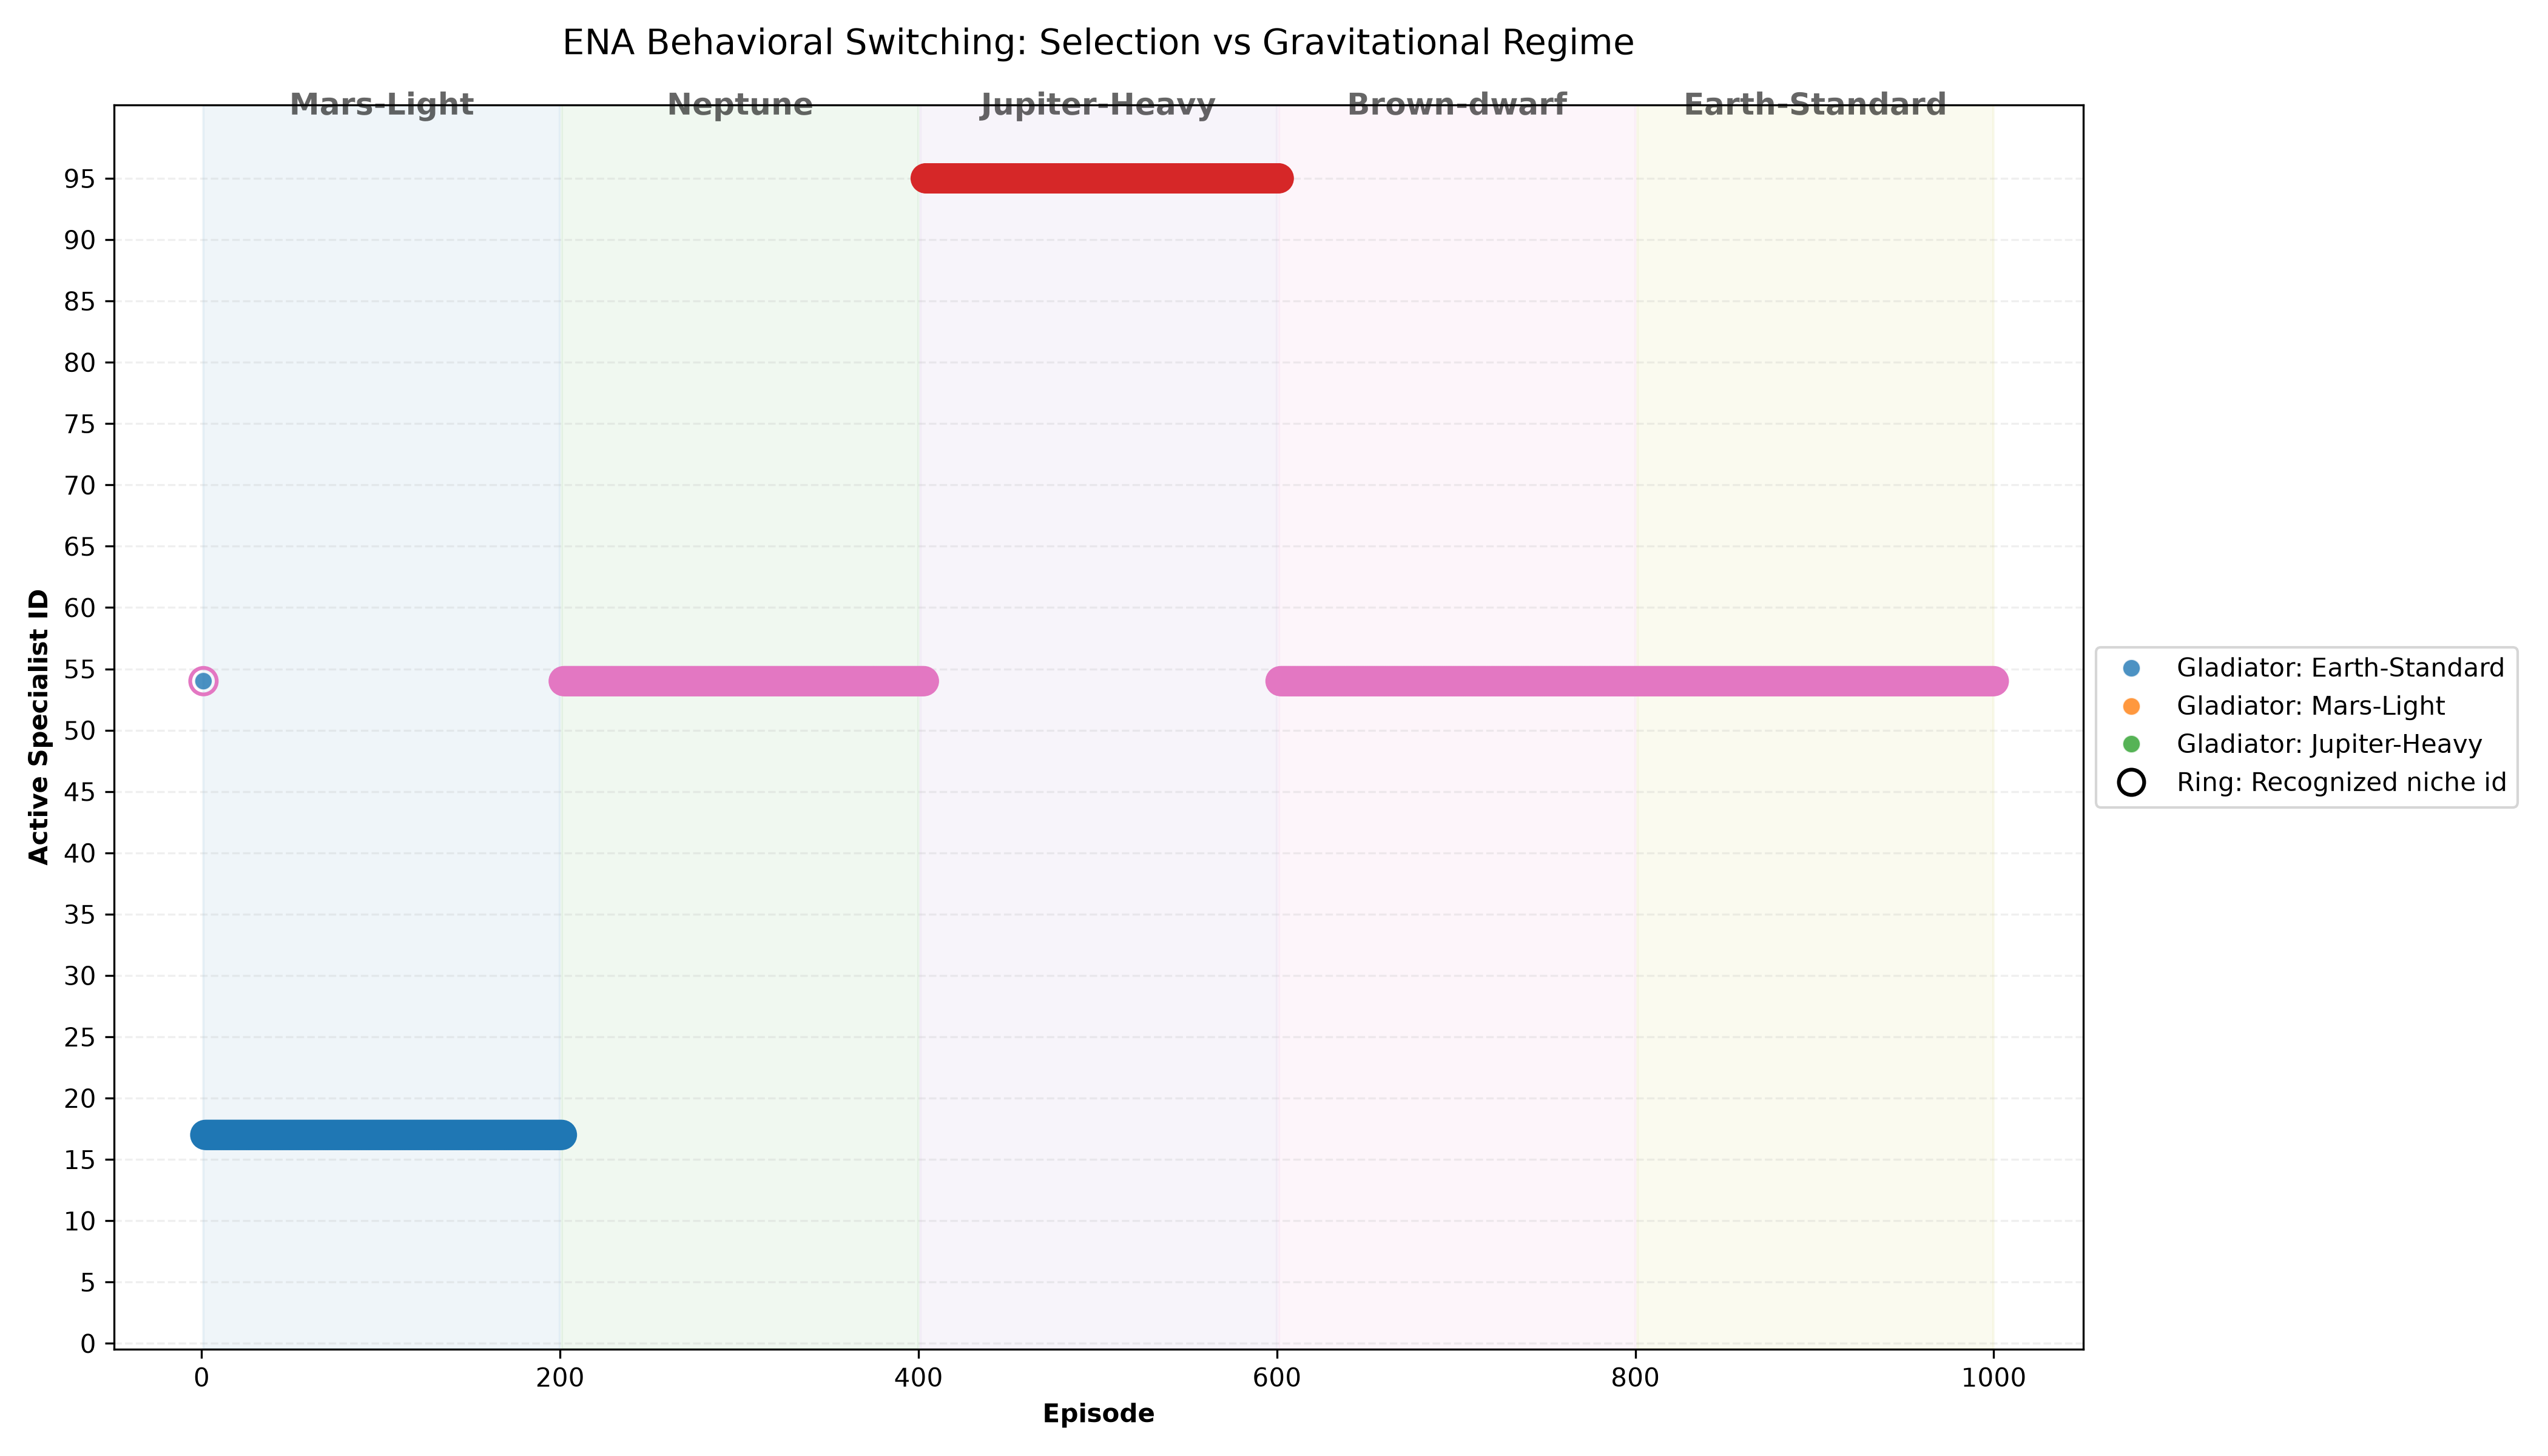 ENA Behavioral Switching: Selection vs Gravitational Regime
Mars-Light Neptune Jupiter-Heavy Brown-dwarf Earth-Standard
95
90
85
80
75
70
65
60
55
50
45
40
35
30
25
20
15
10
5
0
Active Specialist ID
0 200 400 600 800 1000
Episode
Gladiator: Earth-Standard
Gladiator: Mars-Light
Gladiator: Jupiter-Heavy
Ring: Recognized niche id